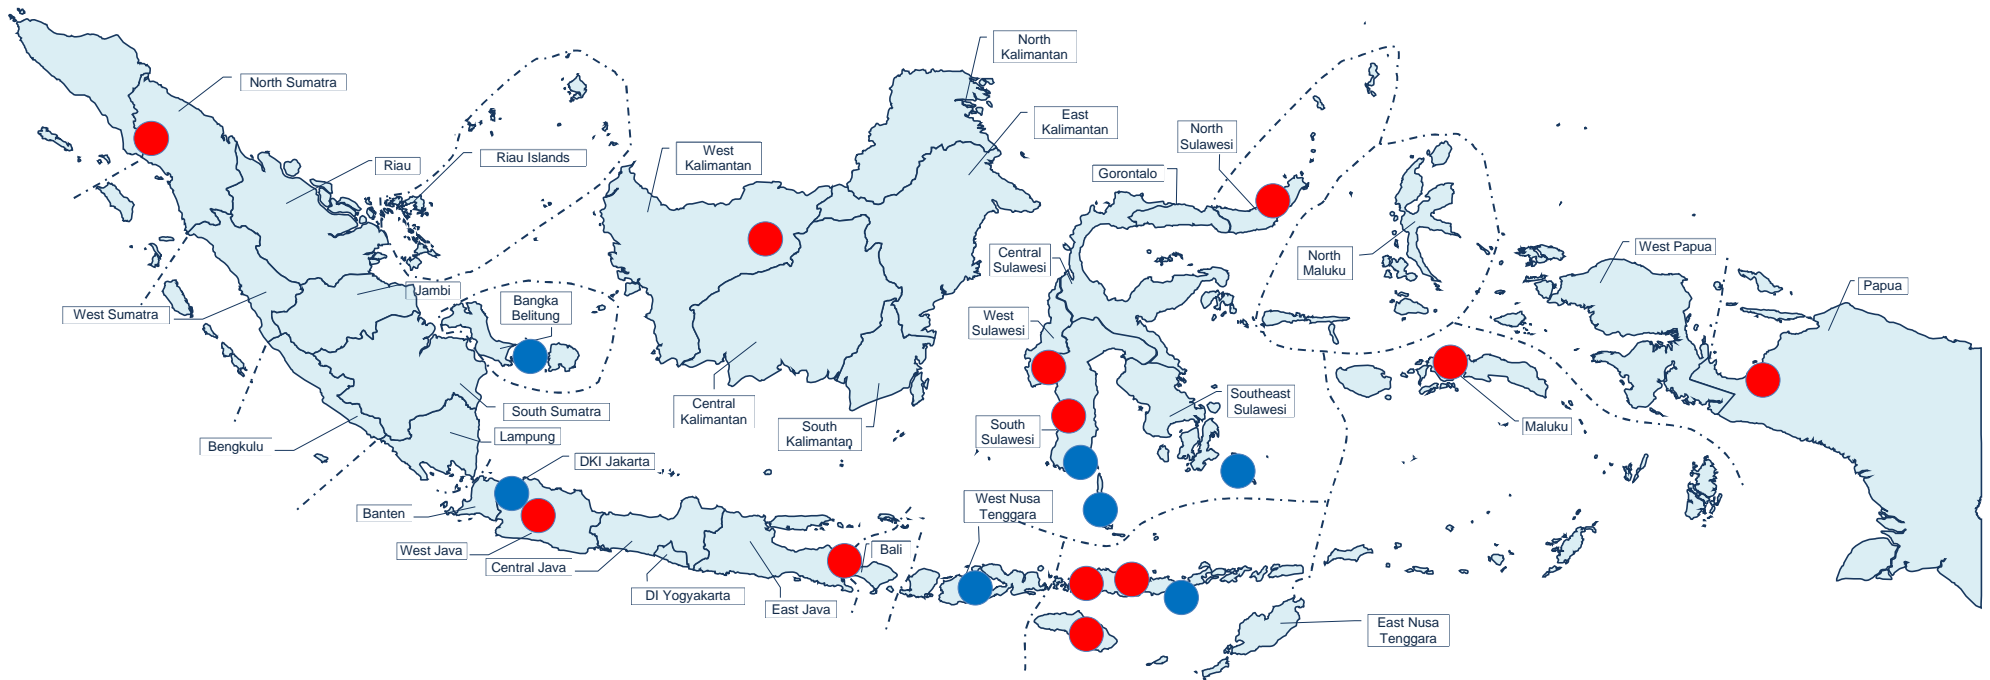 North
Kalimantan
North Sumatra
East
Kalimantan
North
Sulawesi
West
Kalimantan
Riau Islands
Riau
Gorontalo
West Papua
North
Maluku
Central
Sulawesi
Papua
Jambi
Bangka
Belitung
West Sumatra
West
Sulawesi
Central
Kalimantan
South Sumatra
Southeast
Sulawesi
South
Kalimantan
South
Sulawesi
Maluku
Lampung
Bengkulu
DKI Jakarta
West Nusa
Tenggara
Banten
West Java
Bali
Central Java
DI Yogyakarta
East Java
East Nusa
Tenggara